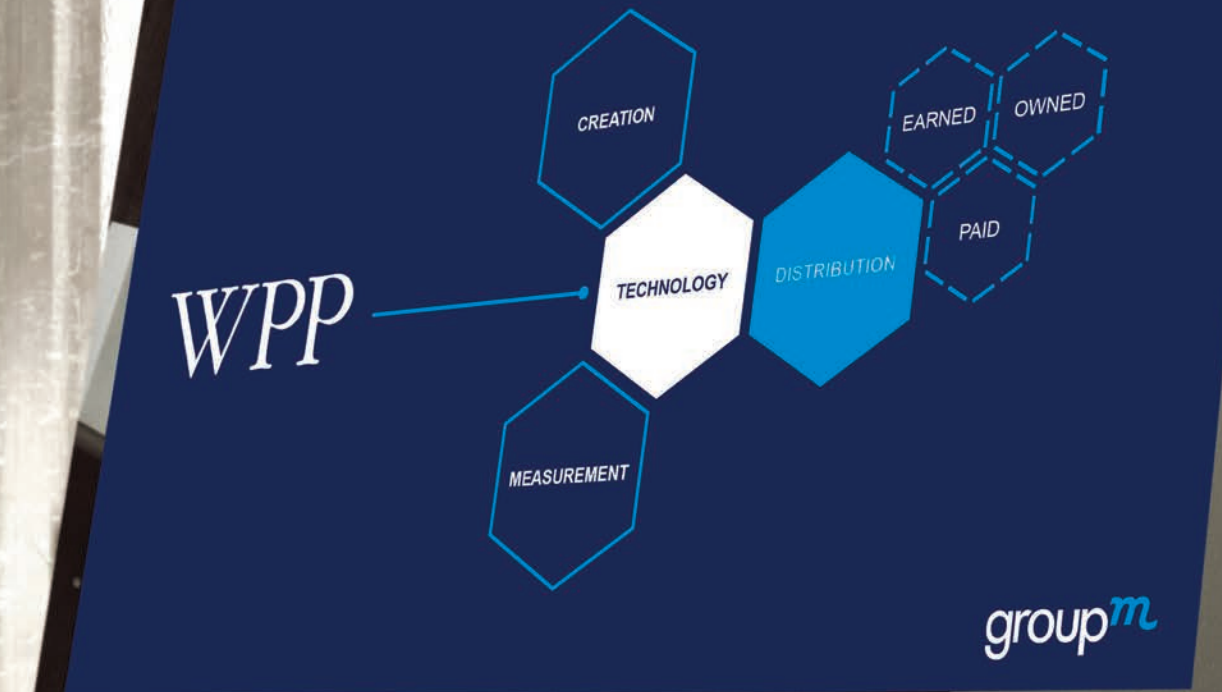 CREATION
EARNED
OWNED
PAID
TECHNOLOGY
DISTRIBUTION
WPP
MEASUREMENT
groupm